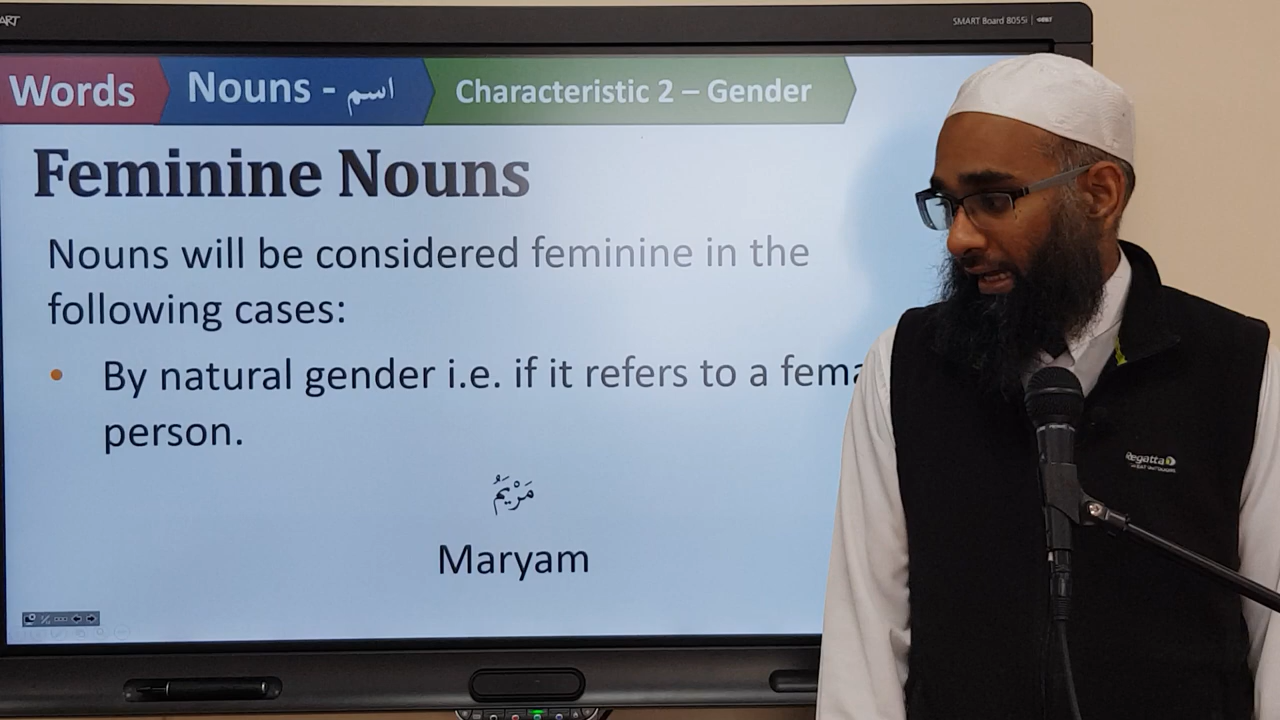 SMART Board 8055i
Words
Nouns - اسم
Characteristic 2 – Gender
Feminine Nouns
Nouns will be considered feminine in the
following cases:
By natural gender i.e. if it refers to a fema
person.
مَرْيَمُ
Maryam
Regatta